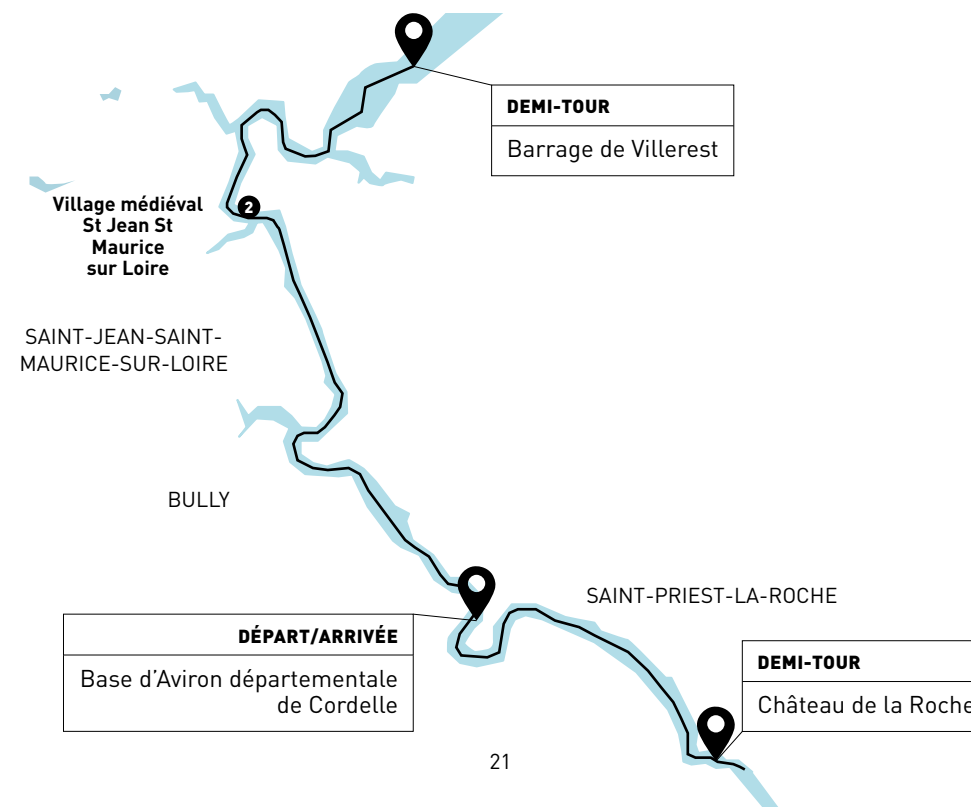 DEMI-TOUR
Barrage de Villerest
2
Village médiéval
St Jean St
Maurice
sur Loire
SAINT-JEAN-SAINT-
MAURICE-SUR-LOIRE
BULLY
SAINT-PRIEST-LA-ROCHE
DÉPART/ARRIVÉE
Base d'Aviron départementale
de Cordelle
DEMI-TOUR
Château de la Roche
21